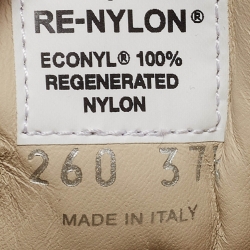 RE-NYLON®
ECONYL® 100%
REGENERATED
NYLON
260 37
MADE IN ITALY